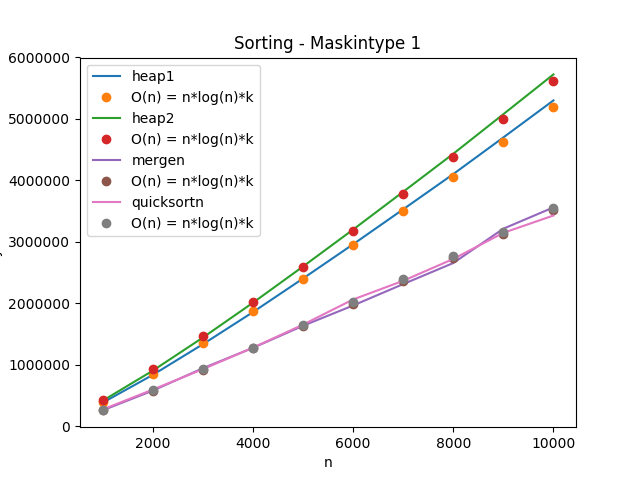 Sorting - Maskintype 1
6000000
5000000
4000000
3000000
2000000
1000000
0
heap1
O(n) = n*log(n)*k
heap2
O(n) = n*log(n)*k
mergen
O(n) = n*log(n)*k
quicksortn
O(n) = n*log(n)*k
2000 4000 6000 8000 10000
n